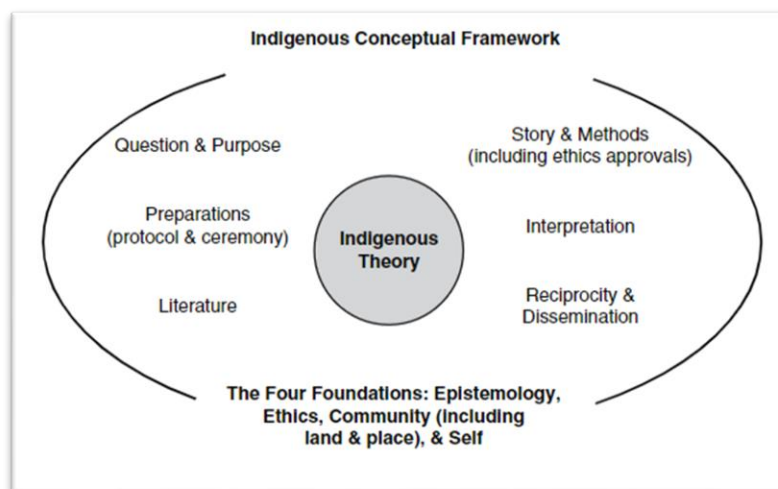 Indigenous Conceptual Framework
Question & Purpose
Preparations
(protocol & ceremony)
Literature
Indigenous
Theory
Story & Methods
(including ethics approvals)
Interpretation
Reciprocity &
Dissemination
The Four Foundations: Epistemology,
Ethics, Community (including
land & place), & Self